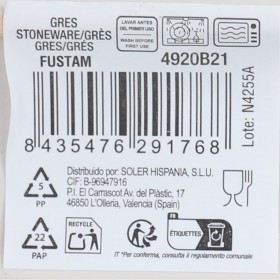 GRES
STONEWARE/GRÈS
GRES/GRÉS
FUSTAM
LAVAR ANTES
DEL PRIMER USO
WASH BEFORE
FIRST USE
4920B21
Lote: N4255A
8 435476 291768
Distribuido por: SOLER HISPANIA, S.L.U.
CIF: B-96947916
P.I. El Carrascot Av. del Plàstic, 17
46850 L'Olleria, Valencia (Spain)
5
PP
22
PAP
RECYCLE
ÉTIQUETTES
IT *Per favore, consulta il regolamento comunale.